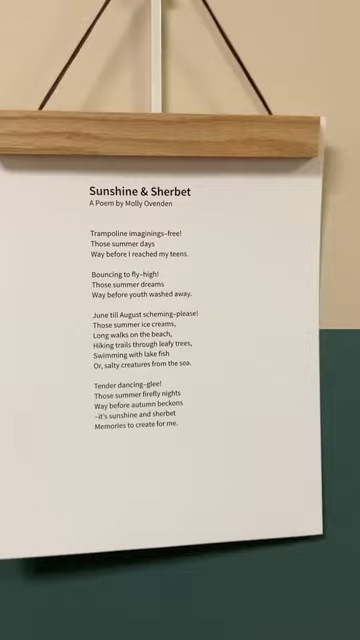 Sunshine & Sherbet
A Poem by Molly Ovenden
Trampoline imaginings–free!
Those summer days
Way before I reached my teens.
Bouncing to fly–high!
Those summer dreams
Way before youth washed away.
June till August scheming–please!
Those summer ice creams,
Long walks on the beach,
Hiking trails through leafy trees,
Swimming with lake fish
Or, salty creatures from the sea.
Tender dancing–glee!
Those summer firefly nights
Way before autumn beckons
–it's sunshine and sherbet
Memories to create for me.